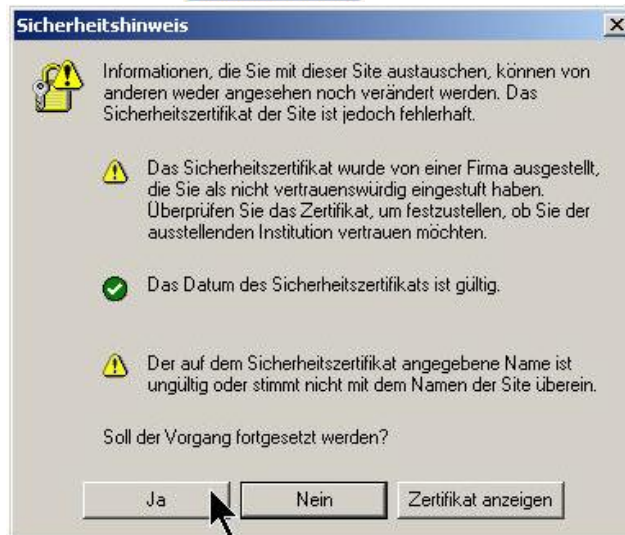 Sicherheitshinweis
Informationen, die Sie mit dieser Site austauschen, können von
anderen weder angesehen noch verändert werden. Das
Sicherheitszertifikat der Site ist jedoch fehlerhaft.
Das Sicherheitszertifikat wurde von einer Firma ausgestellt,
die Sie als nicht vertrauenswürdig eingestuft haben.
Überprüfen Sie das Zertifikat, um festzustellen, ob Sie der
ausstellenden Institution vertrauen möchten.
Das Datum des Sicherheitszertifikats ist gültig.
Der auf dem Sicherheitszertifikat angegebene Name ist
ungültig oder stimmt nicht mit dem Namen der Site überein.
Soll der Vorgang fortgesetzt werden?
Ja Nein Zertifikat anzeigen